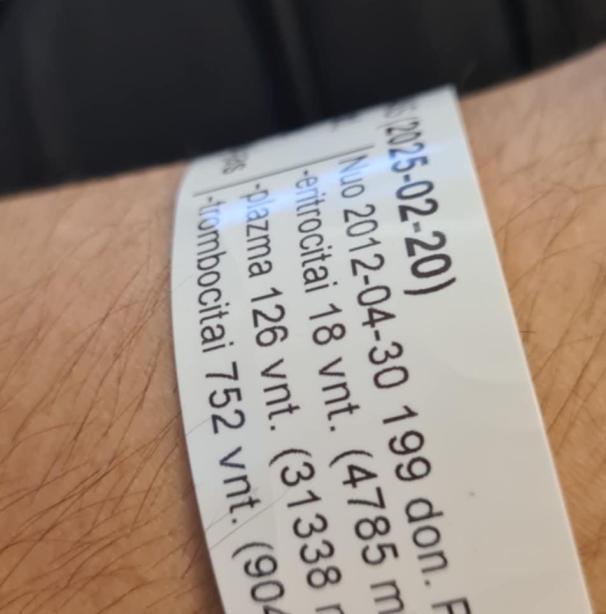 (2025-02-20)
Nuo 2012-04-30 199 don.
-eritrocitai 18 vnt. (4785 m
-plazma 126 vnt. (31338
-trombocitai 752 vnt. (904